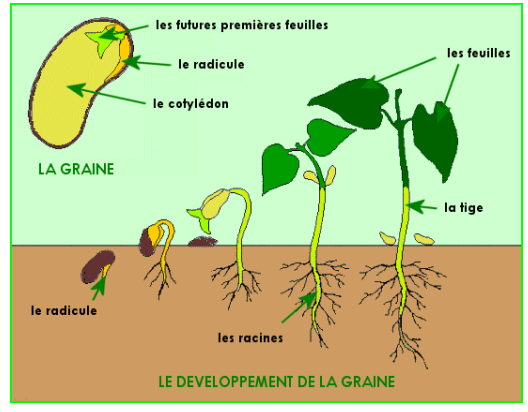 les futures premières feuilles
le radicule
le cotylédon
LA GRAINE
les feuilles
la tige
le radicule
les racines
LE DEVELOPPEMENT DE LA GRAINE